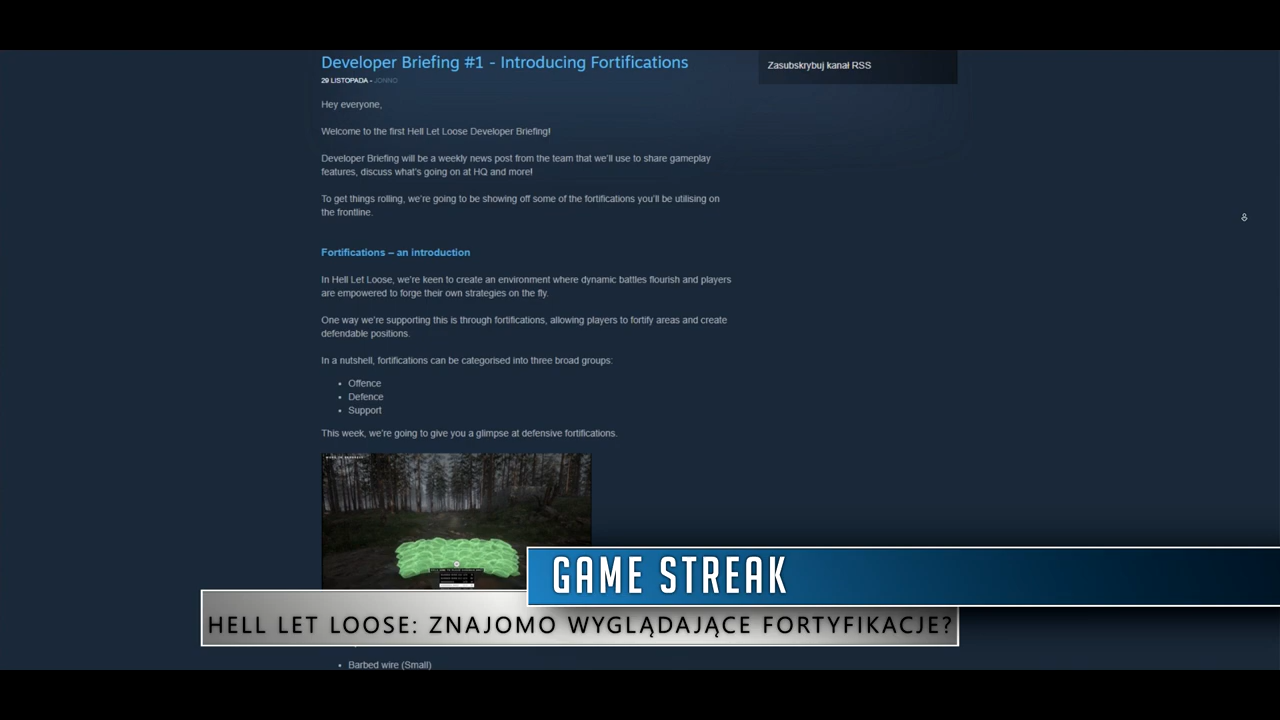 Developer Briefing #1 - Introducing Fortifications
29 LISTOPADA - JONNO
Zasubskrybuj kanał RSS
Hey everyone,
Welcome to the first Hell Let Loose Developer Briefing!
Developer Briefing will be a weekly news post from the team that we'll use to share gameplay
features, discuss what's going on at HQ and more!
To get things rolling, we're going to be showing off some of the fortifications you'll be utilising on
the frontline.
Fortifications – an introduction
In Hell Let Loose, we're keen to create an environment where dynamic battles flourish and players
are empowered to forge their own strategies on the fly.
One way we're supporting this is through fortifications, allowing players to fortify areas and create
defendable positions.
In a nutshell, fortifications can be categorised into three broad groups:
• Offence
• Defence
• Support
This week, we're going to give you a glimpse at defensive fortifications.
GAME STREAK
HELL LET LOOSE: ZNAJOMO WYGLĄDAJĄCE FORTYFIKACJE?
• Barbed wire (Small)